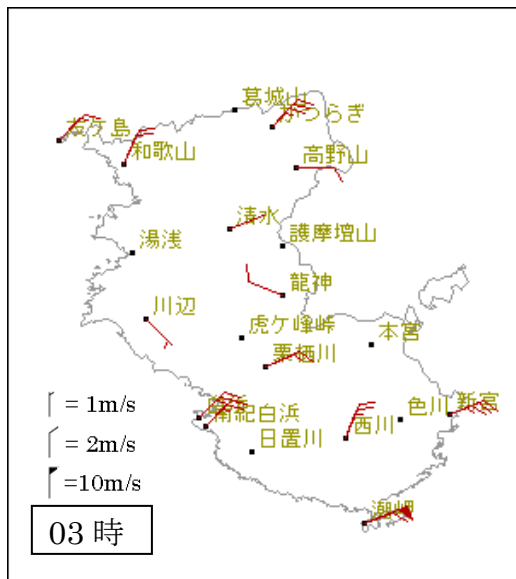 葛城山
かつらぎ
友ケ島
和歌山
高野山
清水
護摩壇山
湯浅
龍神
川辺
虎ケ峰峠
本宮
栗栖川
新宮
色川
南紀白浜
西川
日置川
潮岬
= 1m/s
= 2m/s
=10m/s
03 時